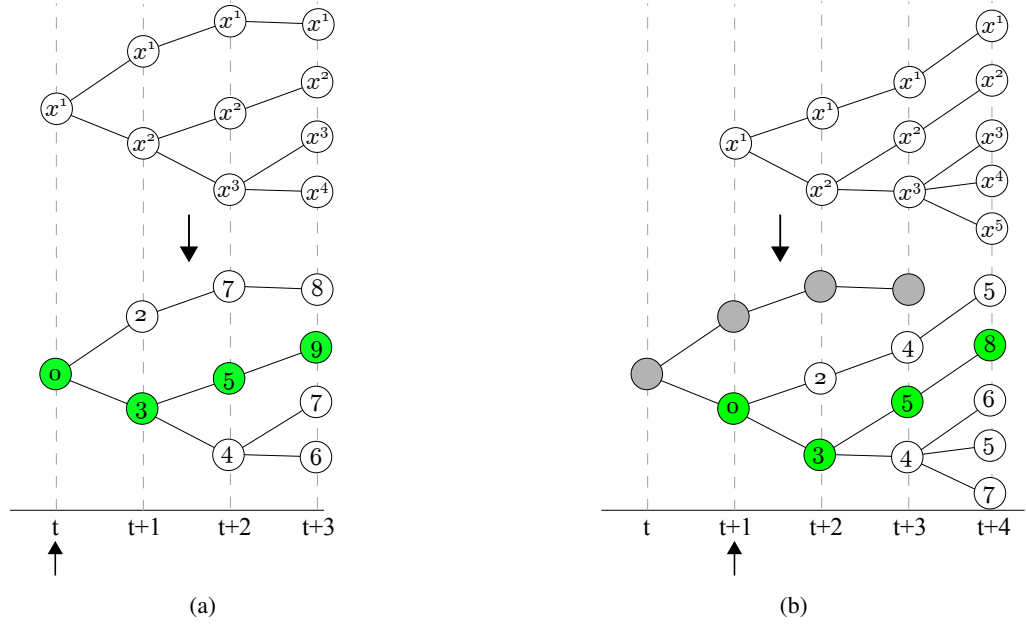 x¹ x¹ x¹
x¹
x²
x¹ x² x²
x³
x³ x⁴
7 8
2
9
0 5
3
7
4 6
t t+1 t+2 t+3
(a)
x¹
x¹ x²
x¹
x¹ x² x³
x² x³ x⁴
x⁵
5
4 8
2
0 5 6
3 4 5
7
t t+1 t+2 t+3 t+4
(b)